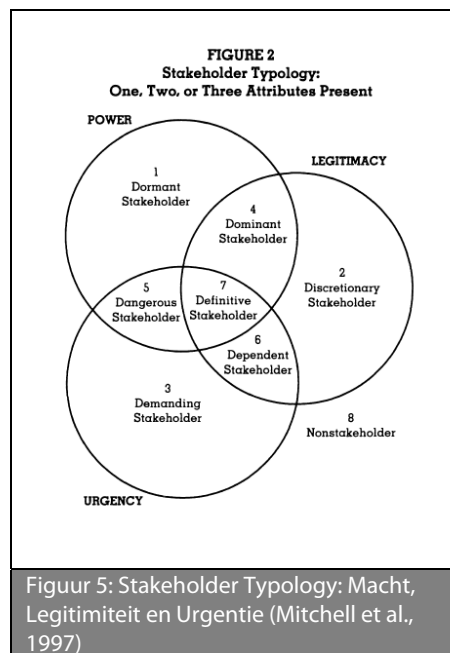 FIGURE 2
Stakeholder Typology:
One, Two, or Three Attributes Present
POWER
LEGITIMACY
1
Dormant
Stakeholder
4
Dominant
Stakeholder
2
Discretionary
Stakeholder
5
Dangerous
Stakeholder
7
Definitive
Stakeholder
6
Dependent
Stakeholder
3
Demanding
Stakeholder
8
Nonstakeholder
URGENCY
Figuur 5: Stakeholder Typology: Macht,
Legitimiteit en Urgentie (Mitchell et al.,
1997)